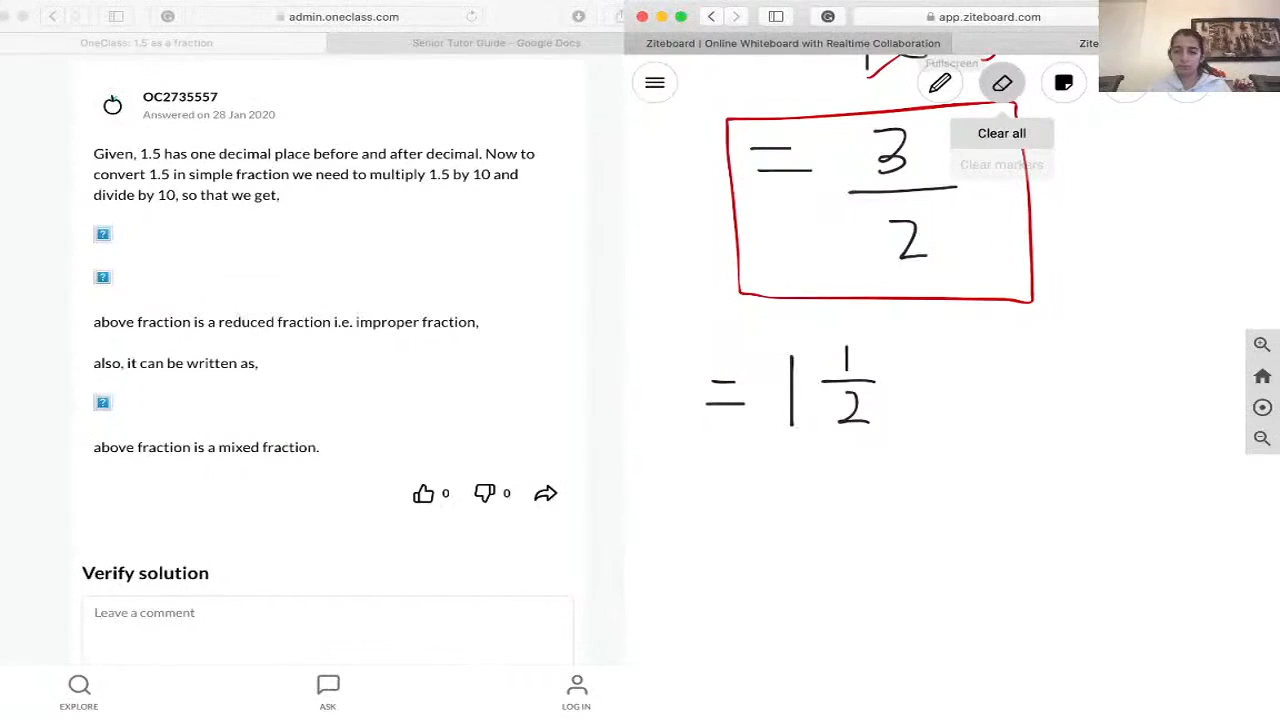 admin.oneclass.com
OneClass: 1.5 as a fraction
Senior Tutor Guide - Google Docs
OC2735557
Answered on 28 Jan 2020
Given, 1.5 has one decimal place before and after decimal. Now to
convert 1.5 in simple fraction we need to multiply 1.5 by 10 and
divide by 10, so that we get,
?
?
above fraction is a reduced fraction i.e. improper fraction,
also, it can be written as,
?
above fraction is a mixed fraction.
0
0
Verify solution
Leave a comment
EXPLORE
ASK
LOG IN
app.ziteboard.com
Ziteboard | Online Whiteboard with Realtime Collaboration
Zite
Fullscreen
Clear all
Clear markers
= 3
2
= 1 1
2